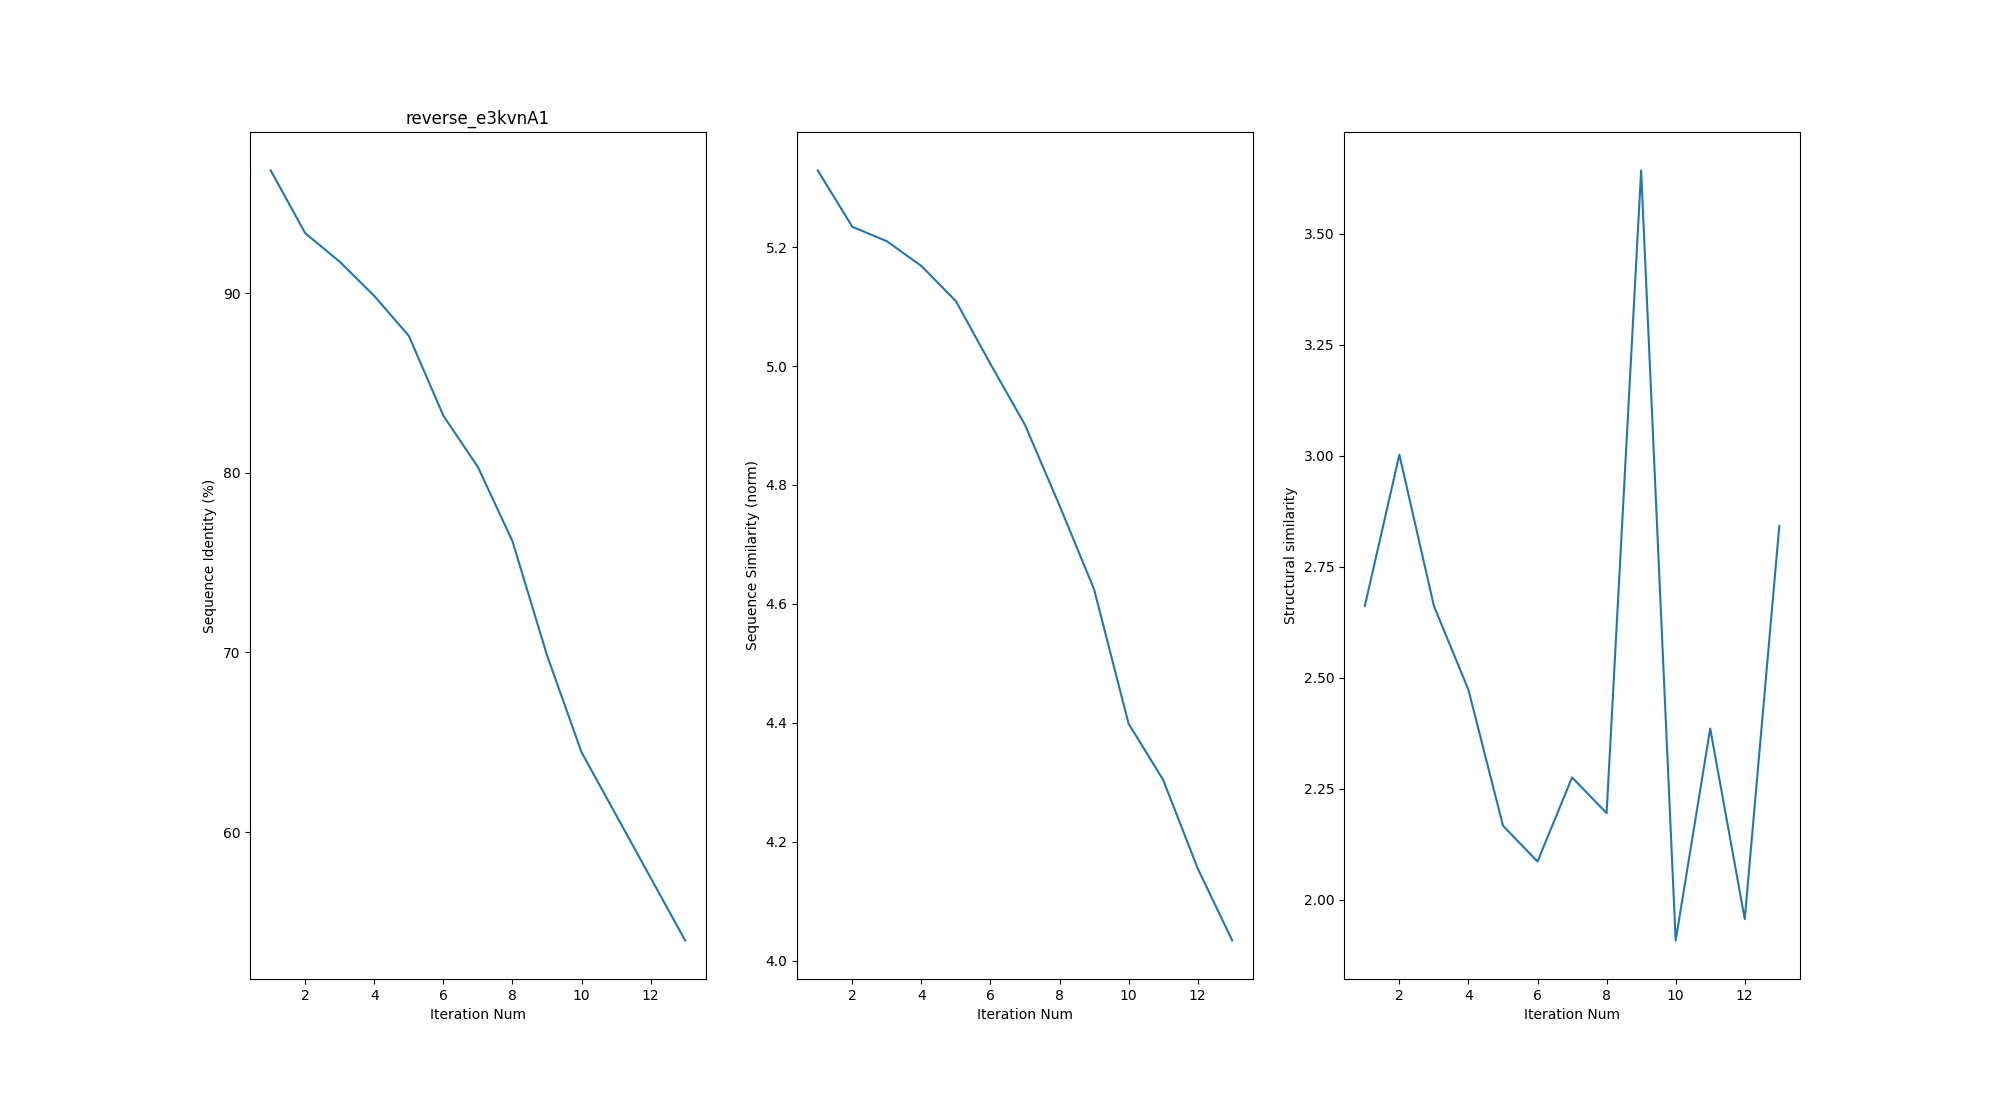 reverse_e3kvnA1
Sequence Identity (%)
90
80
70
60
2 4 6 8 10 12
Iteration Num
Sequence Similarity (norm)
5.2
5.0
4.8
4.6
4.4
4.2
4.0
2 4 6 8 10 12
Iteration Num
Structural similarity
3.50
3.25
3.00
2.75
2.50
2.25
2.00
2 4 6 8 10 12
Iteration Num